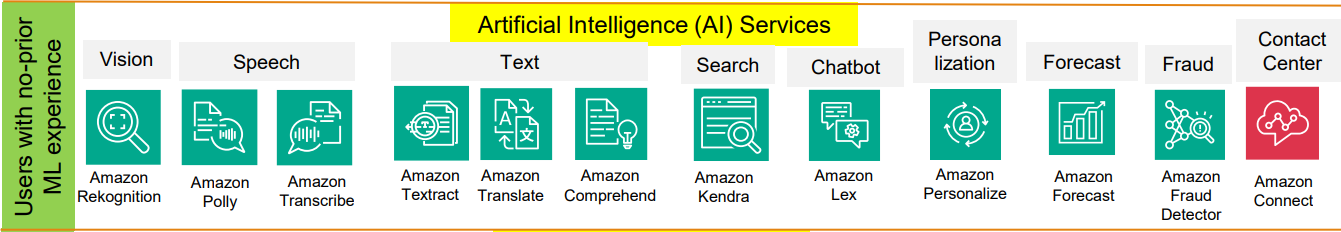 Users with no-prior
ML experience
Artificial Intelligence (AI) Services
Vision
Speech
Text
Search
Chatbot
Persona
lization
Forecast
Fraud
Contact
Center
A
文
Amazon
Rekognition
Amazon
Polly
Amazon
Transcribe
Amazon
Textract
Amazon
Translate
Amazon
Comprehend
Amazon
Kendra
Amazon
Lex
Amazon
Personalize
Amazon
Forecast
Amazon
Fraud
Detector
Amazon
Connect